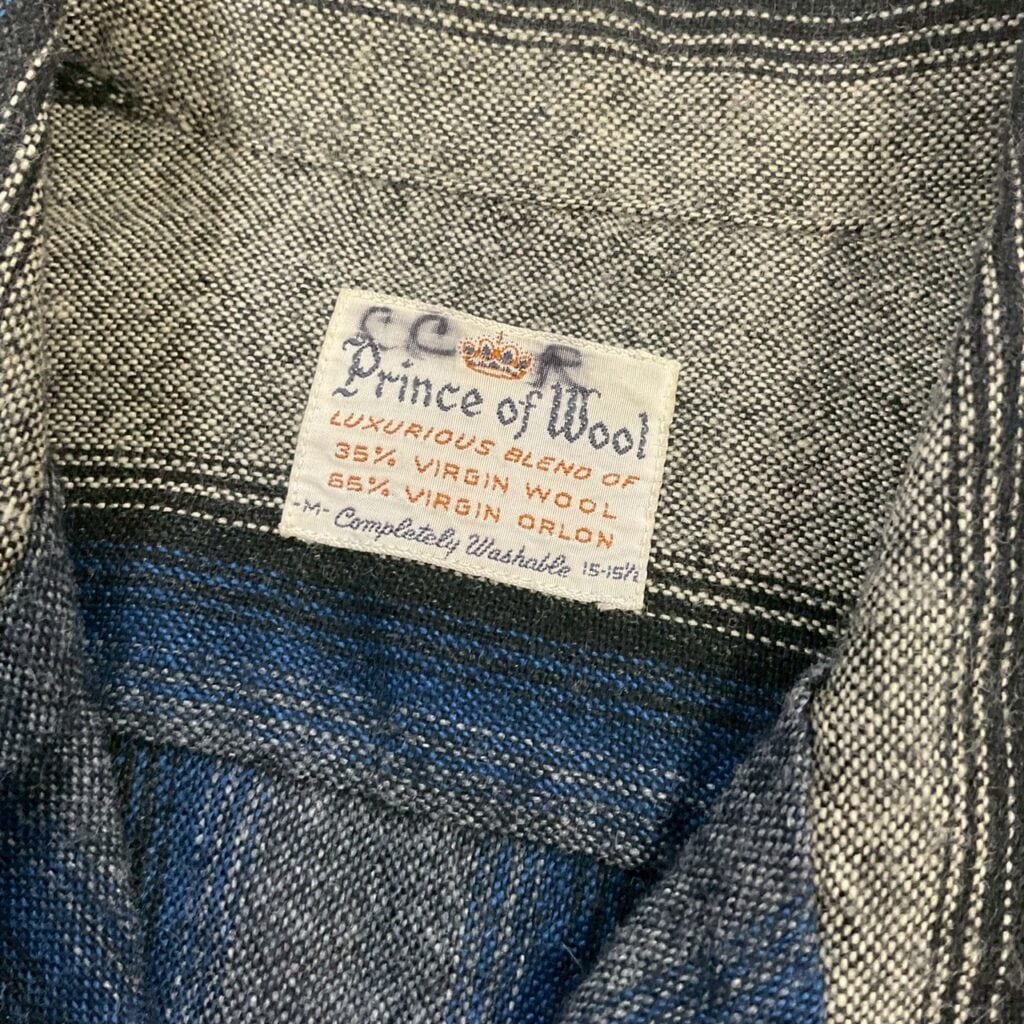 C C R
Prince of Wool
LUXURIOUS BLEND OF
35% VIRGIN WOOL
65% VIRGIN ORLON
-M- Completely Washable 15-15½